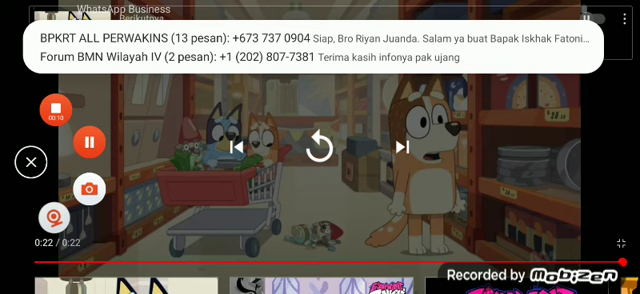 WhatsApp Business
Berikutnya
BPKRT ALL PERWAKINS (13 pesan): +673 737 0904 Siap, Bro Riyan Juanda. Salam ya buat Bapak Iskhak Fatoni...
Forum BMN Wilayah IV (2 pesan): +1 (202) 807-7381 Terima kasih infonya pak ujang
00:10
0:22 / 0:22
Recorded by Mobizen